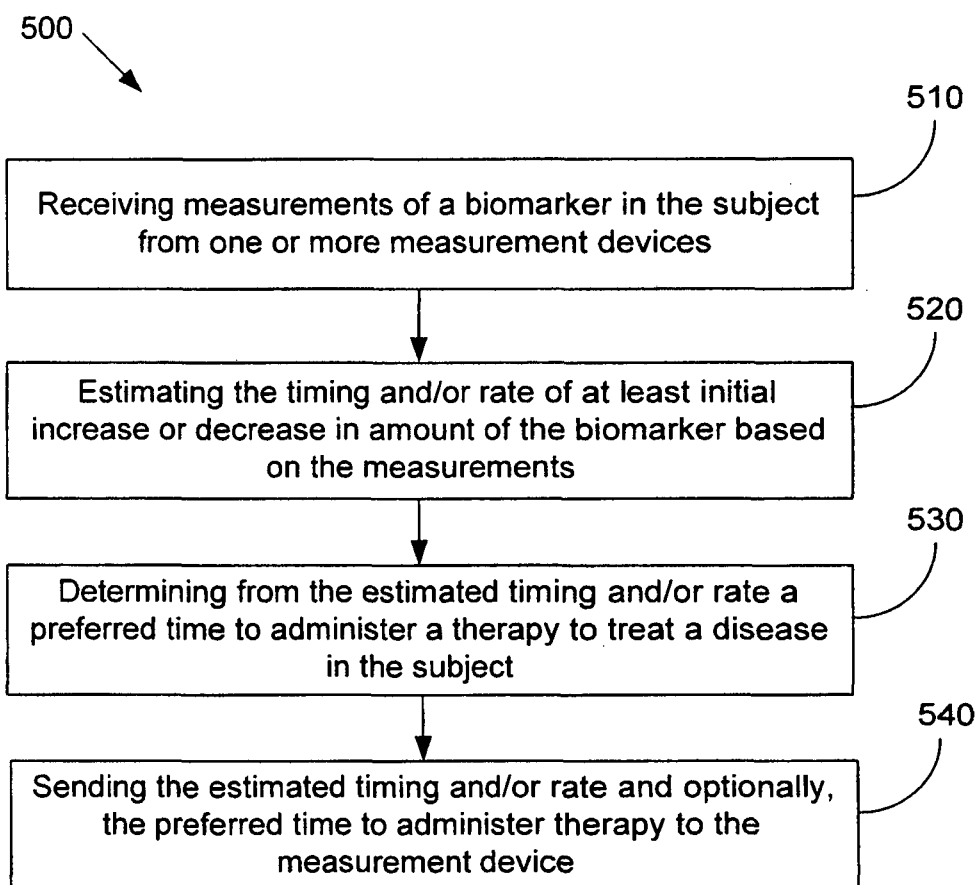 500
510
Receiving measurements of a biomarker in the subject
from one or more measurement devices
520
Estimating the timing and/or rate of at least initial
increase or decrease in amount of the biomarker based
on the measurements
530
Determining from the estimated timing and/or rate a
preferred time to administer a therapy to treat a disease
in the subject
540
Sending the estimated timing and/or rate and optionally,
the preferred time to administer therapy to the
measurement device